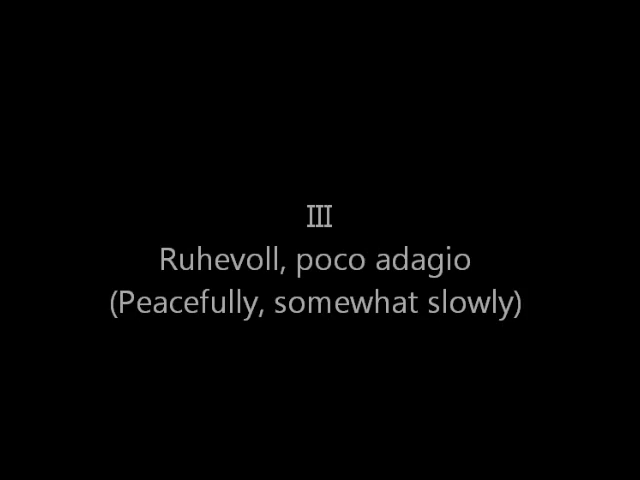 III
Ruhevoll, poco adagio
(Peacefully, somewhat slowly)